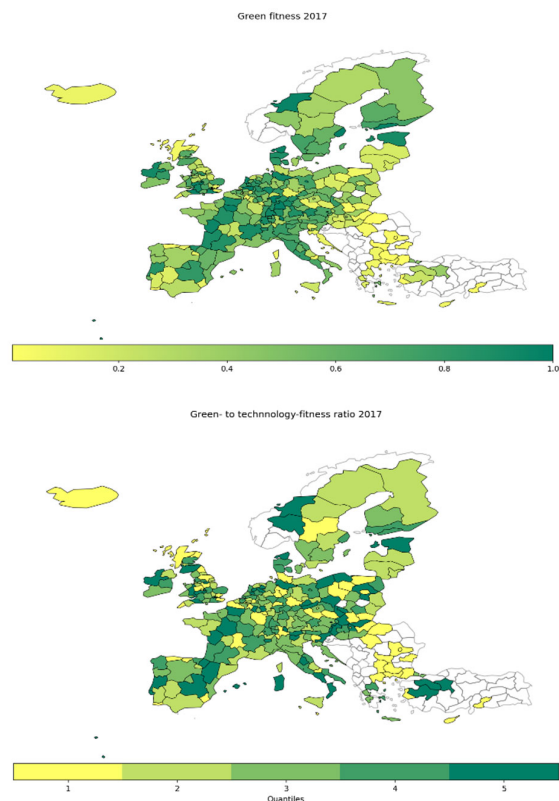 Green fitness 2017
0.2 0.4 0.6 0.8 1.0
Green- to technnology-fitness ratio 2017
1 2 3 4 5
Quantiles